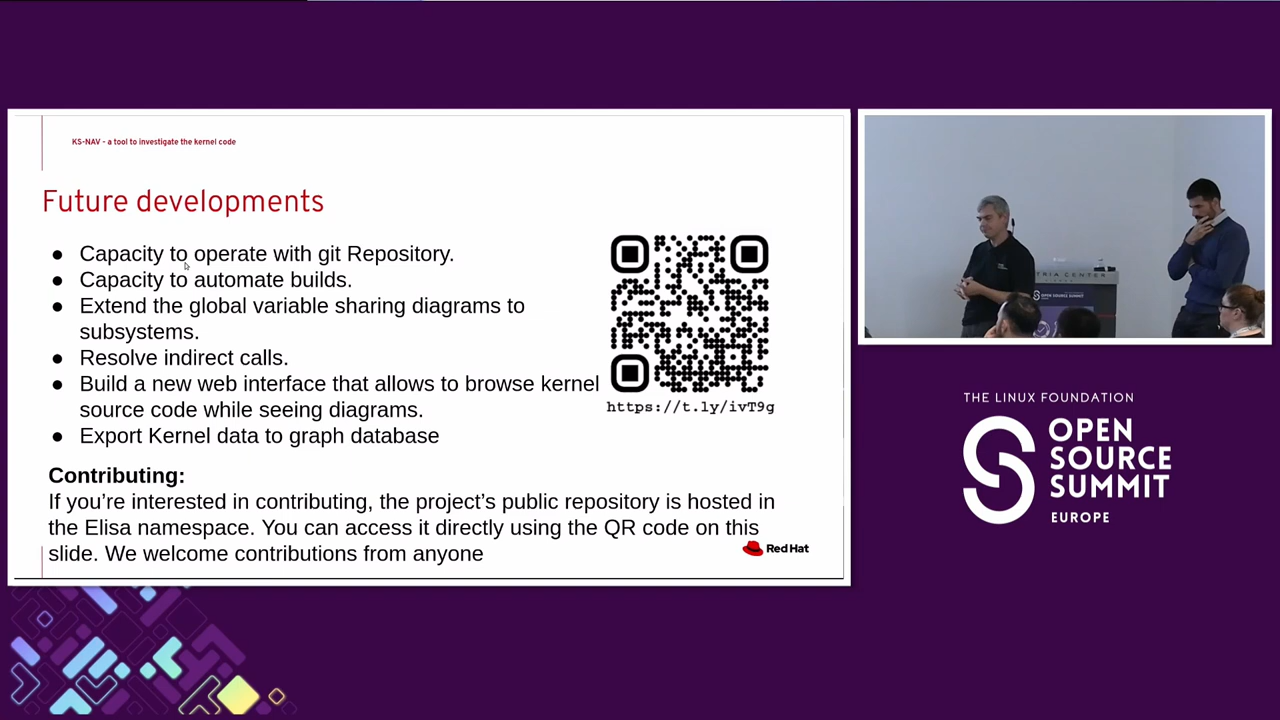 KS-NAV - a tool to investigate the kernel code
Future developments
● Capacity to operate with git Repository.
● Capacity to automate builds.
● Extend the global variable sharing diagrams to
subsystems.
● Resolve indirect calls.
● Build a new web interface that allows to browse kernel
source code while seeing diagrams.
● Export Kernel data to graph database
https://t.ly/ivT9g
Contributing:
If you’re interested in contributing, the project’s public repository is hosted in
the Elisa namespace. You can access it directly using the QR code on this
slide. We welcome contributions from anyone
Red Hat
TRIA CENTER
OPEN SOURCE SUMMIT
THE LINUX FOUNDATION
OPEN
SOURCE
SUMMIT
EUROPE